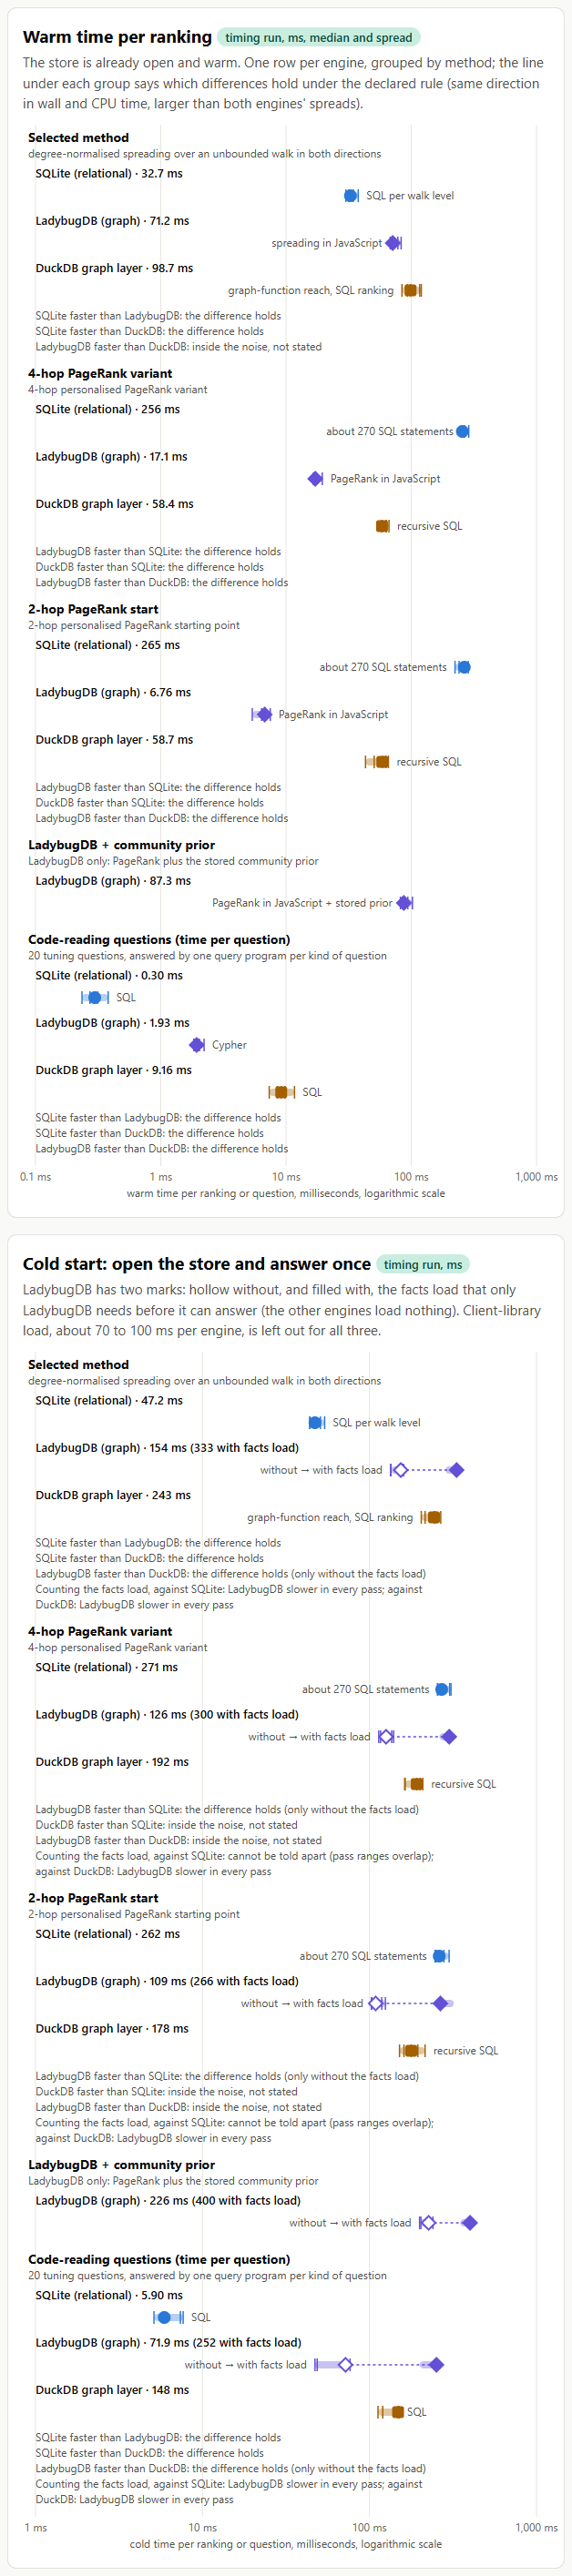 Warm time per ranking timing run, ms, median and spread
The store is already open and warm. One row per engine, grouped by method; the line
under each group says which differences hold under the declared rule (same direction
in wall and CPU time, larger than both engines' spreads).
Selected method
degree-normalised spreading over an unbounded walk in both directions
SQLite (relational) · 32.7 ms
SQL per walk level
LadybugDB (graph) · 71.2 ms
spreading in JavaScript
DuckDB graph layer · 98.7 ms
graph-function reach, SQL ranking
SQLite faster than LadybugDB: the difference holds
SQLite faster than DuckDB: the difference holds
LadybugDB faster than DuckDB: inside the noise, not stated
4-hop PageRank variant
4-hop personalised PageRank variant
SQLite (relational) · 256 ms
about 270 SQL statements
LadybugDB (graph) · 17.1 ms
PageRank in JavaScript
DuckDB graph layer · 58.4 ms
recursive SQL
LadybugDB faster than SQLite: the difference holds
DuckDB faster than SQLite: the difference holds
LadybugDB faster than DuckDB: the difference holds
2-hop PageRank start
2-hop personalised PageRank starting point
SQLite (relational) · 265 ms
about 270 SQL statements
LadybugDB (graph) · 6.76 ms
PageRank in JavaScript
DuckDB graph layer · 58.7 ms
recursive SQL
LadybugDB faster than SQLite: the difference holds
DuckDB faster than SQLite: the difference holds
LadybugDB faster than DuckDB: the difference holds
LadybugDB + community prior
LadybugDB only: PageRank plus the stored community prior
LadybugDB (graph) · 87.3 ms
PageRank in JavaScript + stored prior
Code-reading questions (time per question)
20 tuning questions, answered by one query program per kind of question
SQLite (relational) · 0.30 ms
SQL
LadybugDB (graph) · 1.93 ms
Cypher
DuckDB graph layer · 9.16 ms
SQL
SQLite faster than LadybugDB: the difference holds
SQLite faster than DuckDB: the difference holds
LadybugDB faster than DuckDB: the difference holds
0.1 ms 1 ms 10 ms 100 ms 1,000 ms
warm time per ranking or question, milliseconds, logarithmic scale
Cold start: open the store and answer once timing run, ms
LadybugDB has two marks: hollow without, and filled with, the facts load that only
LadybugDB needs before it can answer (the other engines load nothing). Client-library
load, about 70 to 100 ms per engine, is left out for all three.
Selected method
degree-normalised spreading over an unbounded walk in both directions
SQLite (relational) · 47.2 ms
SQL per walk level
LadybugDB (graph) · 154 ms (333 with facts load)
without → with facts load
DuckDB graph layer · 243 ms
graph-function reach, SQL ranking
SQLite faster than LadybugDB: the difference holds
SQLite faster than DuckDB: the difference holds
LadybugDB faster than DuckDB: the difference holds (only without the facts load)
Counting the facts load, against SQLite: LadybugDB slower in every pass; against
DuckDB: LadybugDB slower in every pass
4-hop PageRank variant
4-hop personalised PageRank variant
SQLite (relational) · 271 ms
about 270 SQL statements
LadybugDB (graph) · 126 ms (300 with facts load)
without → with facts load
DuckDB graph layer · 192 ms
recursive SQL
LadybugDB faster than SQLite: the difference holds (only without the facts load)
DuckDB faster than SQLite: inside the noise, not stated
LadybugDB faster than DuckDB: inside the noise, not stated
Counting the facts load, against SQLite: cannot be told apart (pass ranges overlap);
against DuckDB: LadybugDB slower in every pass
2-hop PageRank start
2-hop personalised PageRank starting point
SQLite (relational) · 262 ms
about 270 SQL statements
LadybugDB (graph) · 109 ms (266 with facts load)
without → with facts load
DuckDB graph layer · 178 ms
recursive SQL
LadybugDB faster than SQLite: the difference holds (only without the facts load)
DuckDB faster than SQLite: inside the noise, not stated
LadybugDB faster than DuckDB: inside the noise, not stated
Counting the facts load, against SQLite: cannot be told apart (pass ranges overlap);
against DuckDB: LadybugDB slower in every pass
LadybugDB + community prior
LadybugDB only: PageRank plus the stored community prior
LadybugDB (graph) · 226 ms (400 with facts load)
without → with facts load
Code-reading questions (time per question)
20 tuning questions, answered by one query program per kind of question
SQLite (relational) · 5.90 ms
SQL
LadybugDB (graph) · 71.9 ms (252 with facts load)
without → with facts load
DuckDB graph layer · 148 ms
SQL
SQLite faster than LadybugDB: the difference holds
SQLite faster than DuckDB: the difference holds
LadybugDB faster than DuckDB: the difference holds (only without the facts load)
Counting the facts load, against SQLite: LadybugDB slower in every pass; against
DuckDB: LadybugDB slower in every pass
1 ms 10 ms 100 ms 1,000 ms
cold time per ranking or question, milliseconds, logarithmic scale